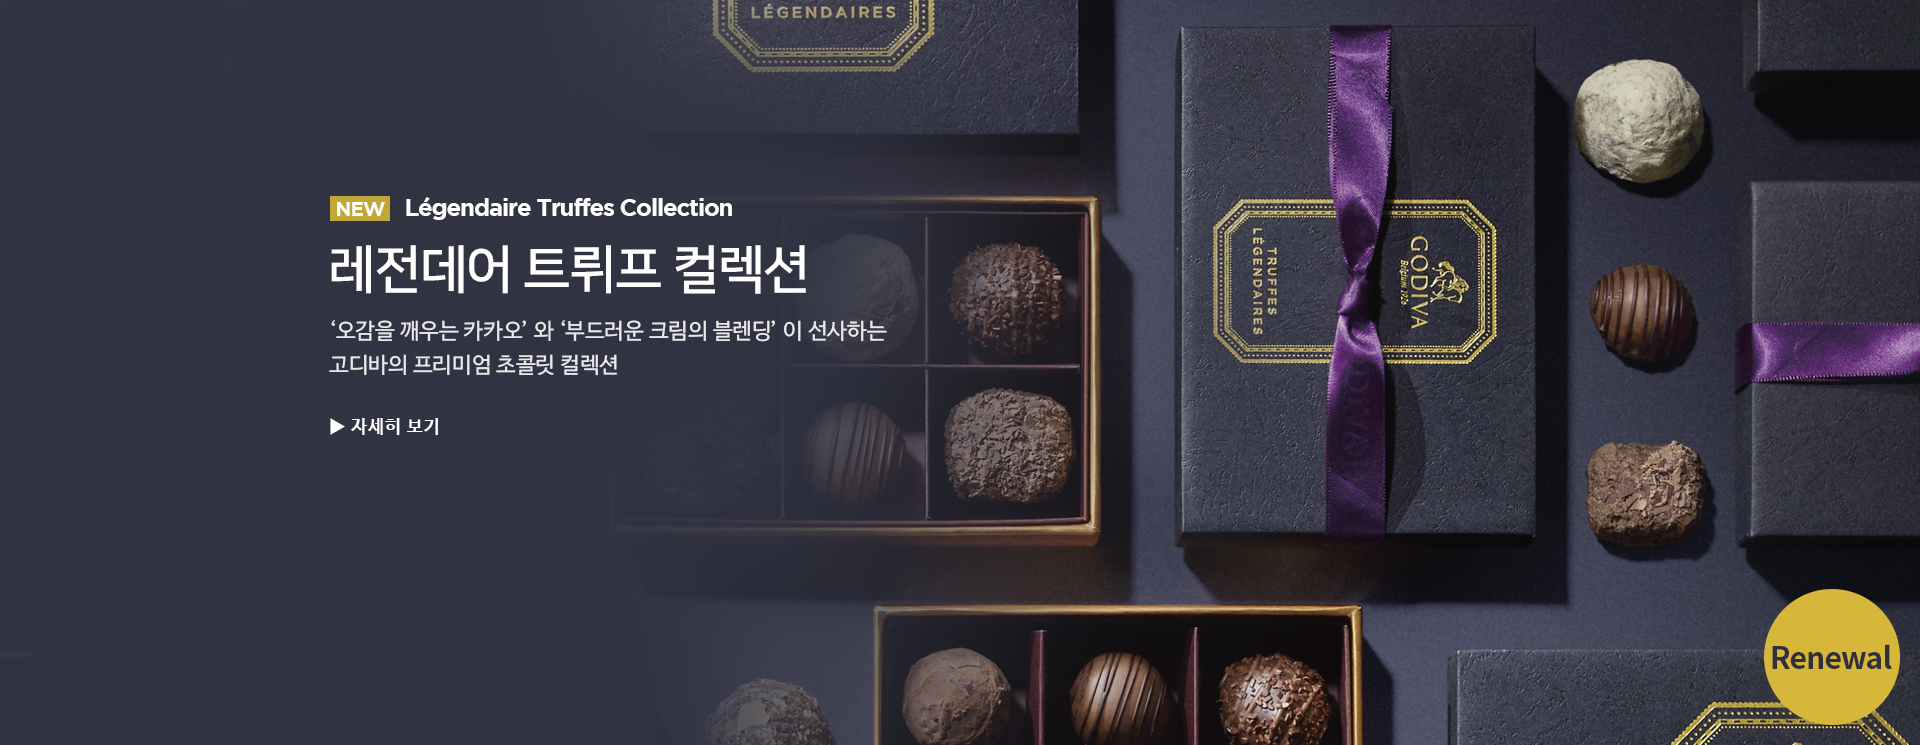 LÉGENDAIRES
NEW Légendaire Truffes Collection
레전데어 트뤼프 컬렉션
‘오감을 깨우는 카카오’ 와 ‘부드러운 크림의 블렌딩’ 이 선사하는
고디바의 프리미엄 초콜릿 컬렉션
▶ 자세히 보기
GODIVA
Belgium 1926
TRUFFES
LÉGENDAIRES
Renewal